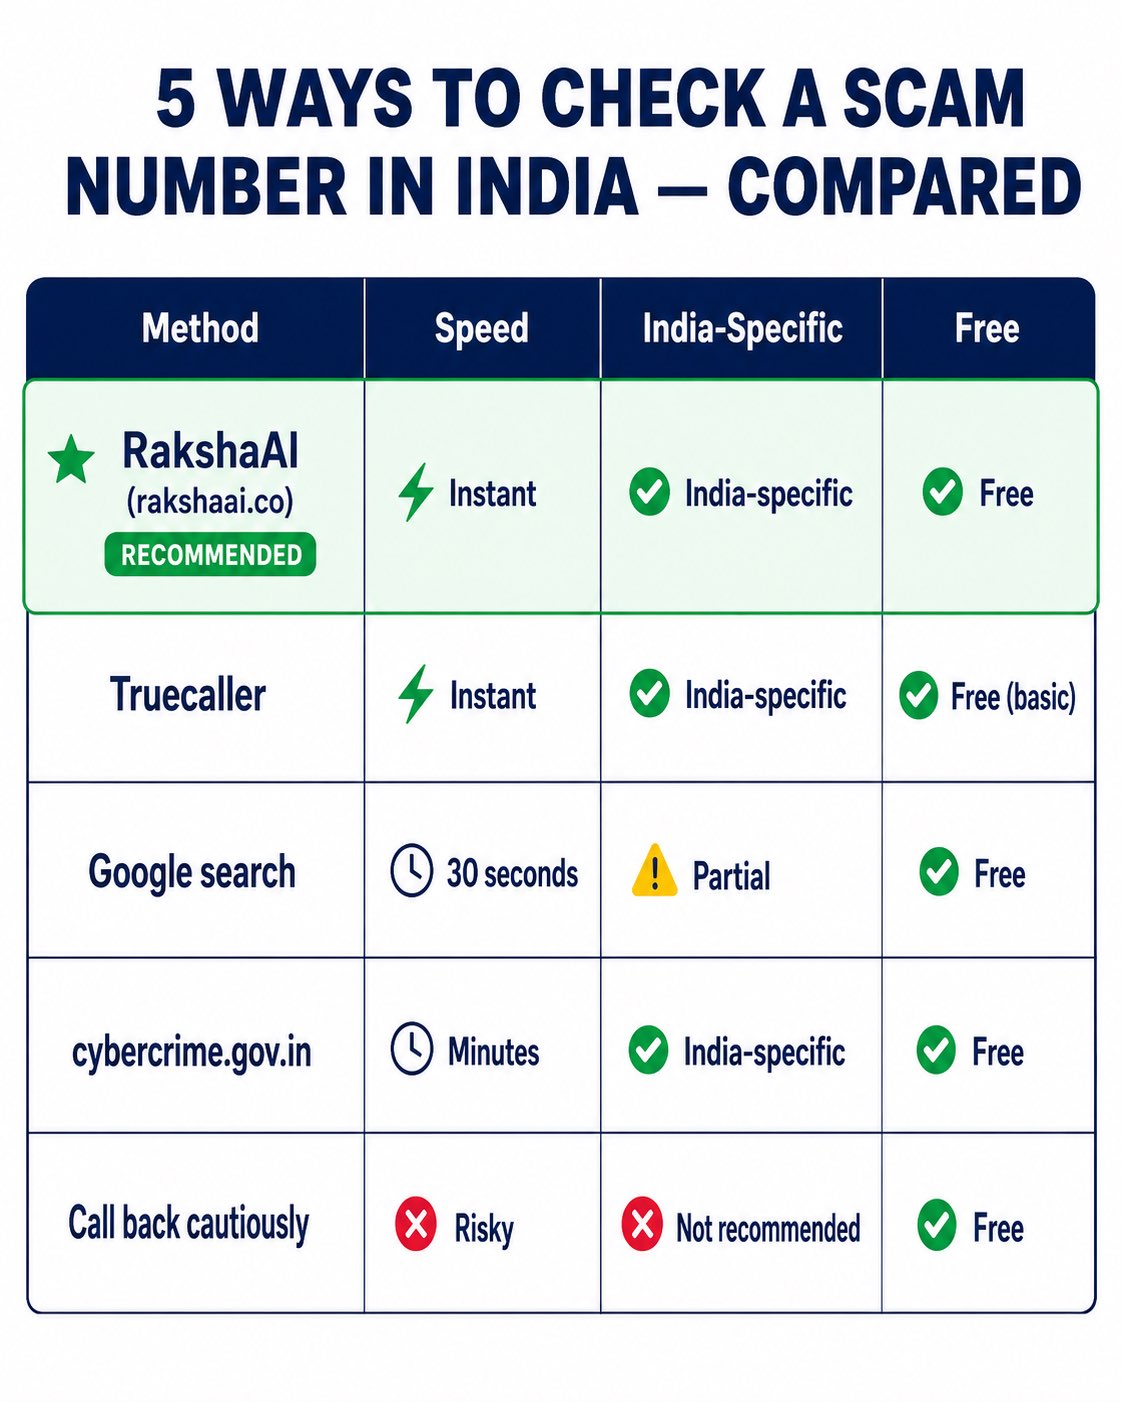 5 WAYS TO CHECK A SCAM
NUMBER IN INDIA — COMPARED
Method Speed India-Specific Free
RakshaAI
(rakshaai.co)
RECOMMENDED
Instant
India-specific
Free
Truecaller Instant India-specific Free (basic)
Google search 30 seconds Partial Free
cybercrime.gov.in Minutes India-specific Free
Call back cautiously Risky Not recommended Free